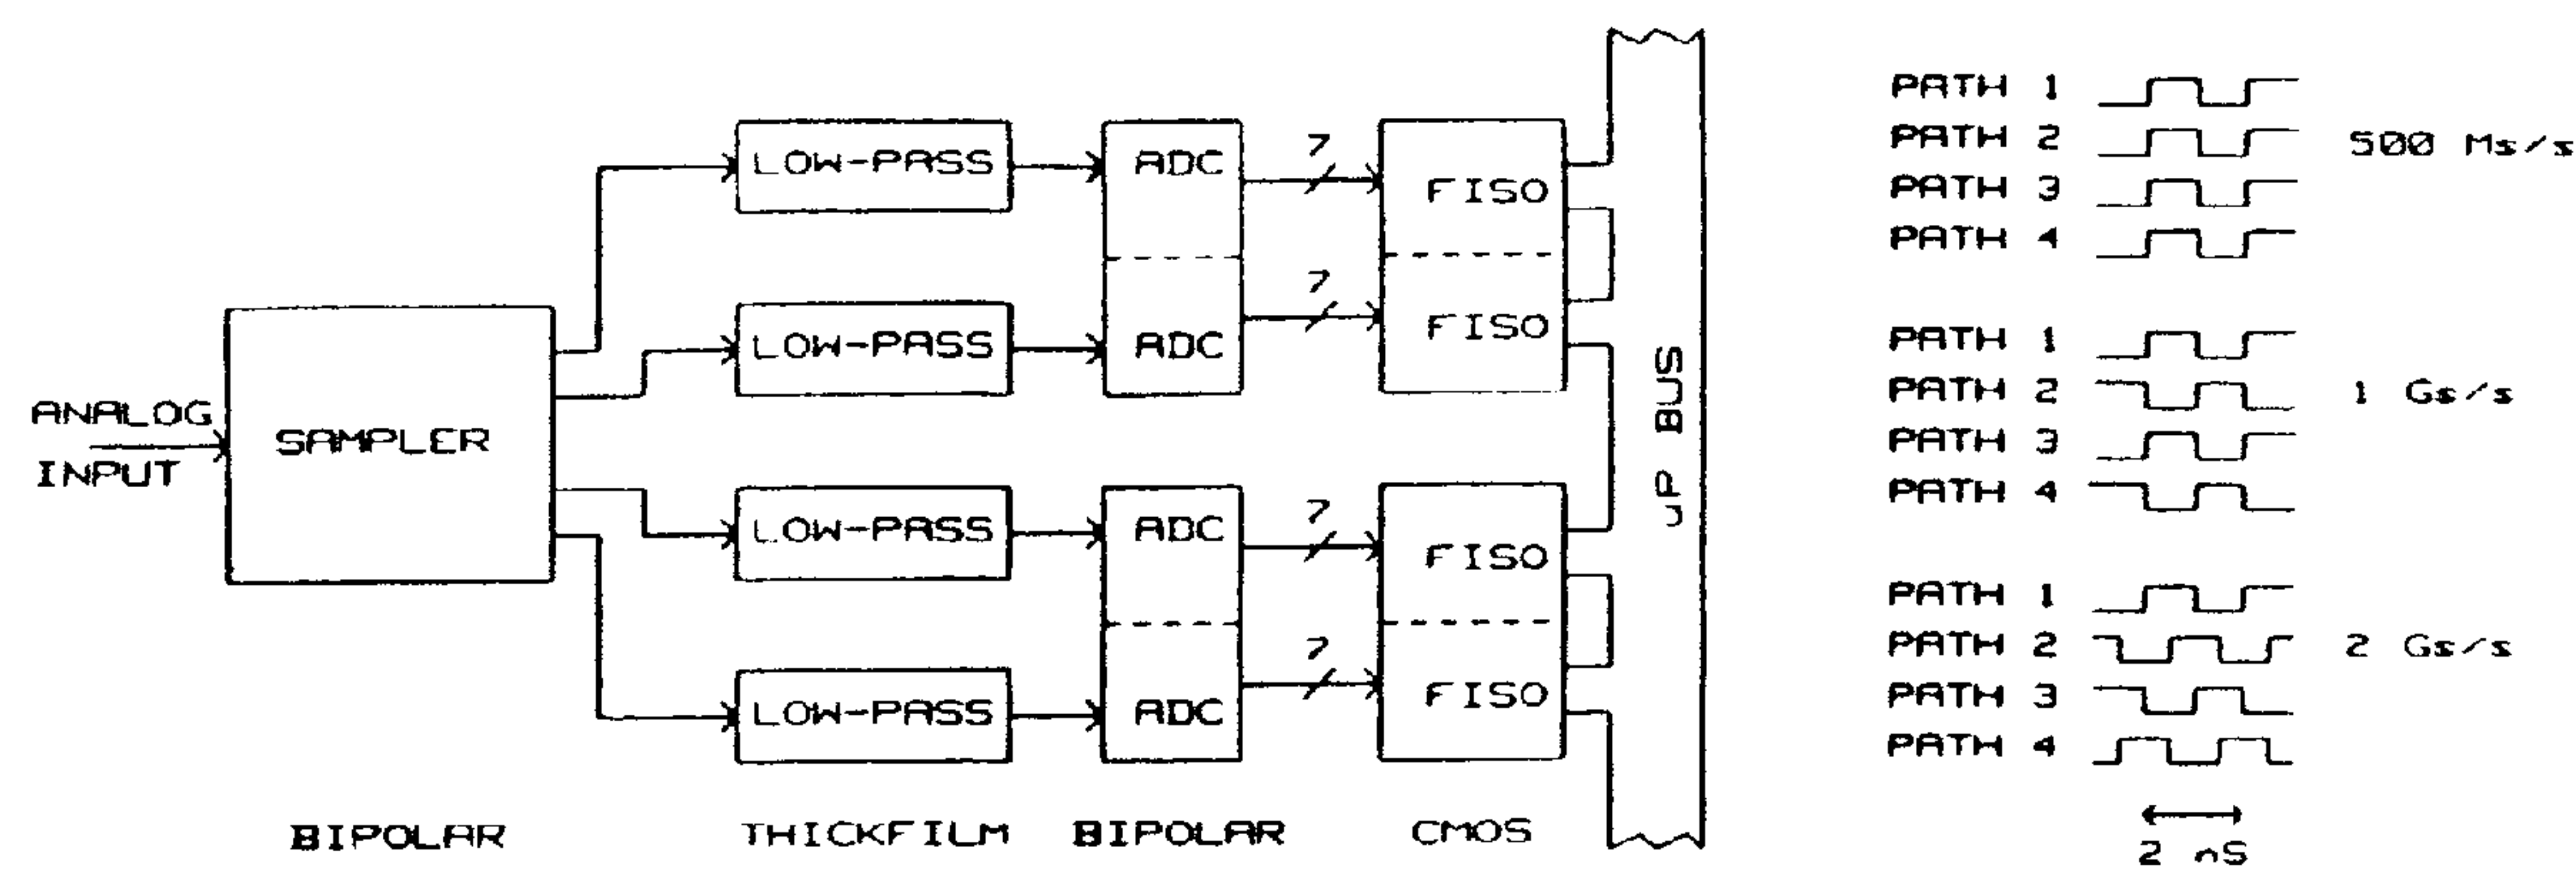 ANALOG
INPUT
SAMPLER
LOW-PASS
LOW-PASS
LOW-PASS
LOW-PASS
ADC
ADC
ADC
ADC
7
7
7
7
FISO
FISO
FISO
FISO
uP BUS
BIPOLAR
THICKFILM
BIPOLAR
CMOS
PATH 1
PATH 2 500 Ms/s
PATH 3
PATH 4
PATH 1
PATH 2 1 Gs/s
PATH 3
PATH 4
PATH 1
PATH 2 2 Gs/s
PATH 3
PATH 4
2 nS